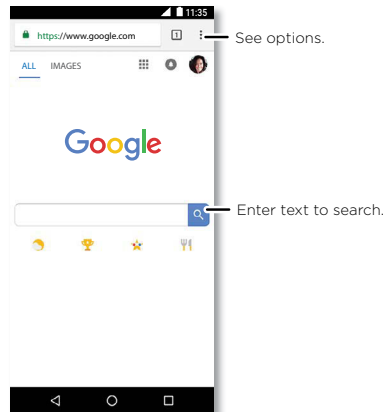 11:35
https://www.google.com 1
See options.
ALL IMAGES
Google
Enter text to search.